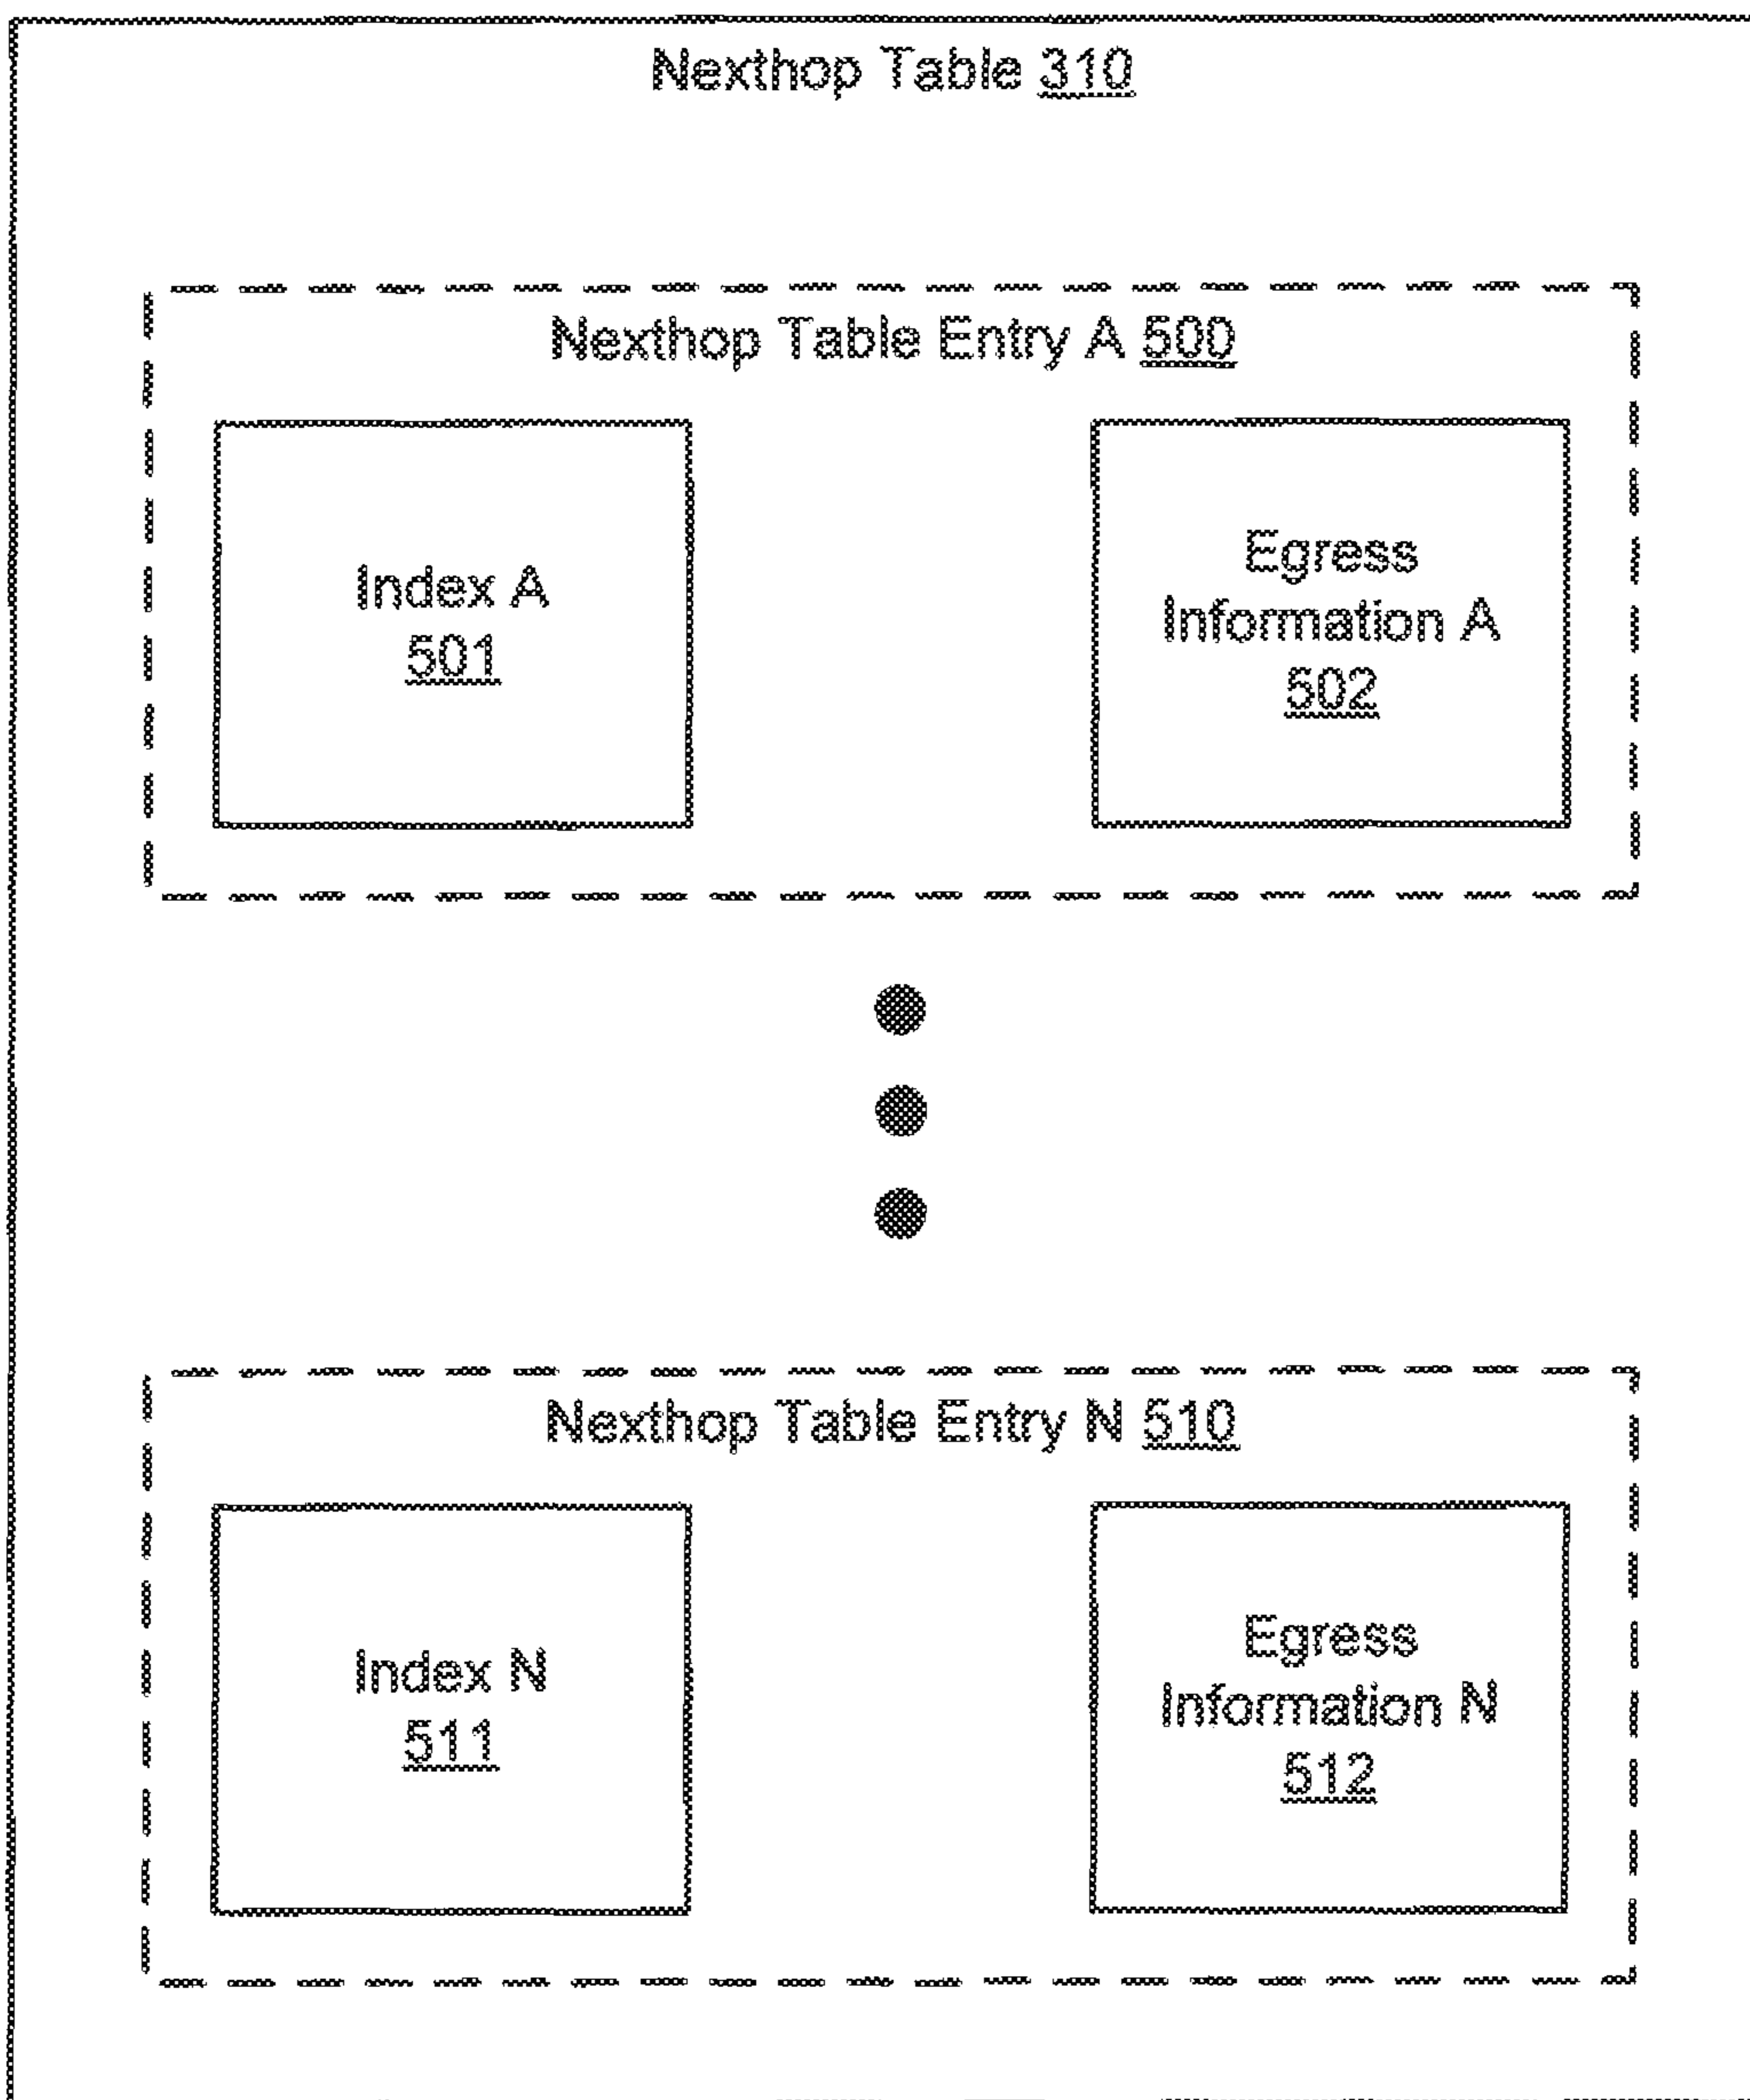 Nexthop Table 310
Nexthop Table Entry A 500
Index A
501
Egress
Information A
502
Nexthop Table Entry N 510
Index N
511
Egress
Information N
512